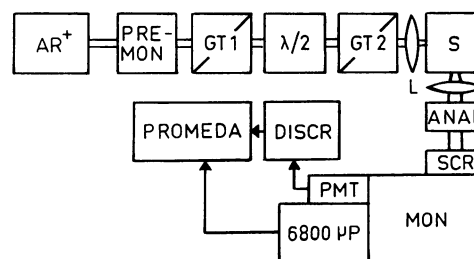 AR+
PRE-
MON
GT1
λ/2
GT2
S
L
ANAL
PROMEDA
DISCR
SCR
PMT
MON
6800 μP